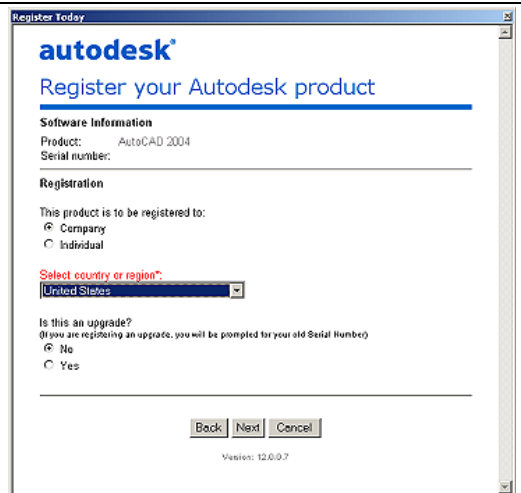 Register Today
autodesk®
Register your Autodesk product
Software Information
Product: AutoCAD 2004
Serial number:
Registration
This product is to be registered to:
Company
Individual
Select country or region*:
United States
Is this an upgrade?
(If you are registering an upgrade, you will be prompted for your old Serial Number)
No
Yes
Back Next Cancel
Version: 12.0.0.7